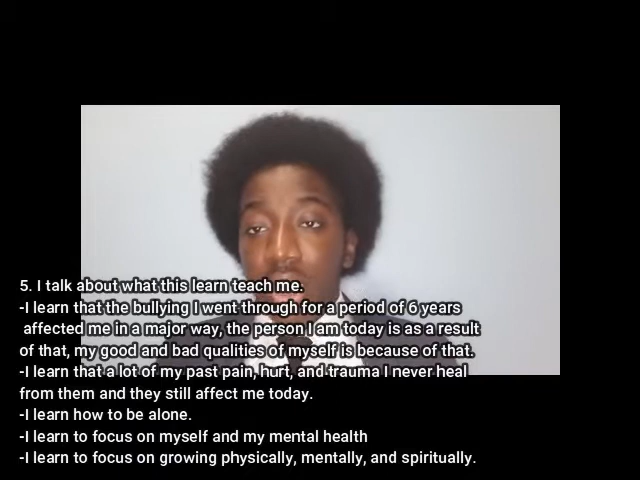 5. I talk about what this learn teach me.
-I learn that the bullying I went through for a period of 6 years
affected me in a major way, the person I am today is as a result
of that, my good and bad qualities of myself is because of that.
-I learn that a lot of my past pain, hurt, and trauma I never heal
from them and they still affect me today.
-I learn how to be alone.
-I learn to focus on myself and my mental health
-I learn to focus on growing physically, mentally, and spiritually.